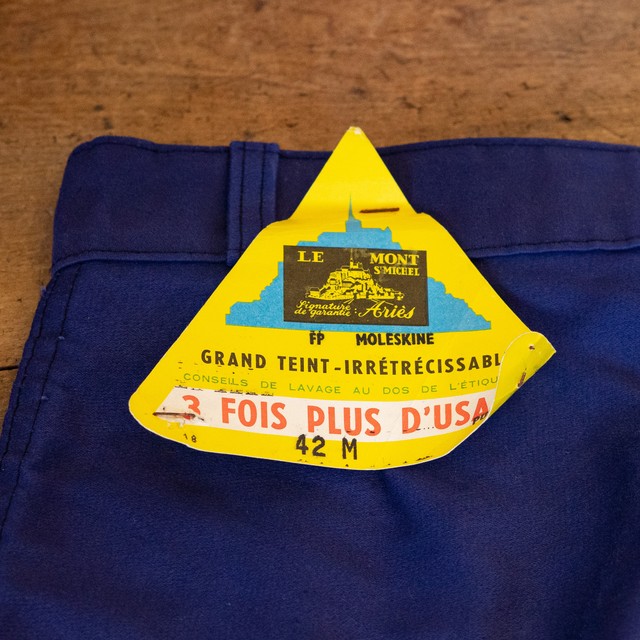 LE MONT
ST MICHEL
Signature
de garantie Ariès
FP MOLESKINE
GRAND TEINT-IRRÉTRÉCISSABL
CONSEILS DE LAVAGE AU DOS DE L'ÉTIQU
3 FOIS PLUS D'USA
42 M
18